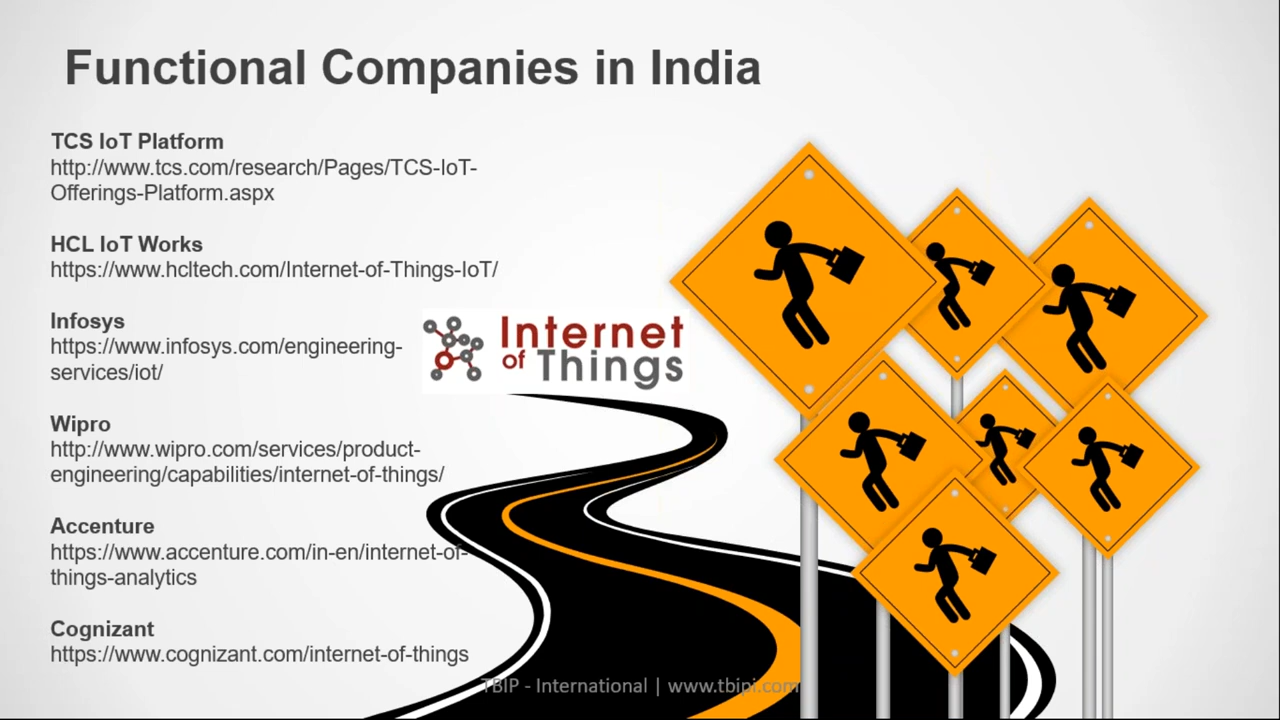 Functional Companies in India
TCS IoT Platform
http://www.tcs.com/research/Pages/TCS-IoT-
Offerings-Platform.aspx
HCL IoT Works
https://www.hcltech.com/Internet-of-Things-IoT/
Infosys
https://www.infosys.com/engineering-
services/iot/
Internet
of Things
Wipro
http://www.wipro.com/services/product-
engineering/capabilities/internet-of-things/
Accenture
https://www.accenture.com/in-en/internet-of-
things-analytics
Cognizant
https://www.cognizant.com/internet-of-things
TBIP - International | www.tbipi.com